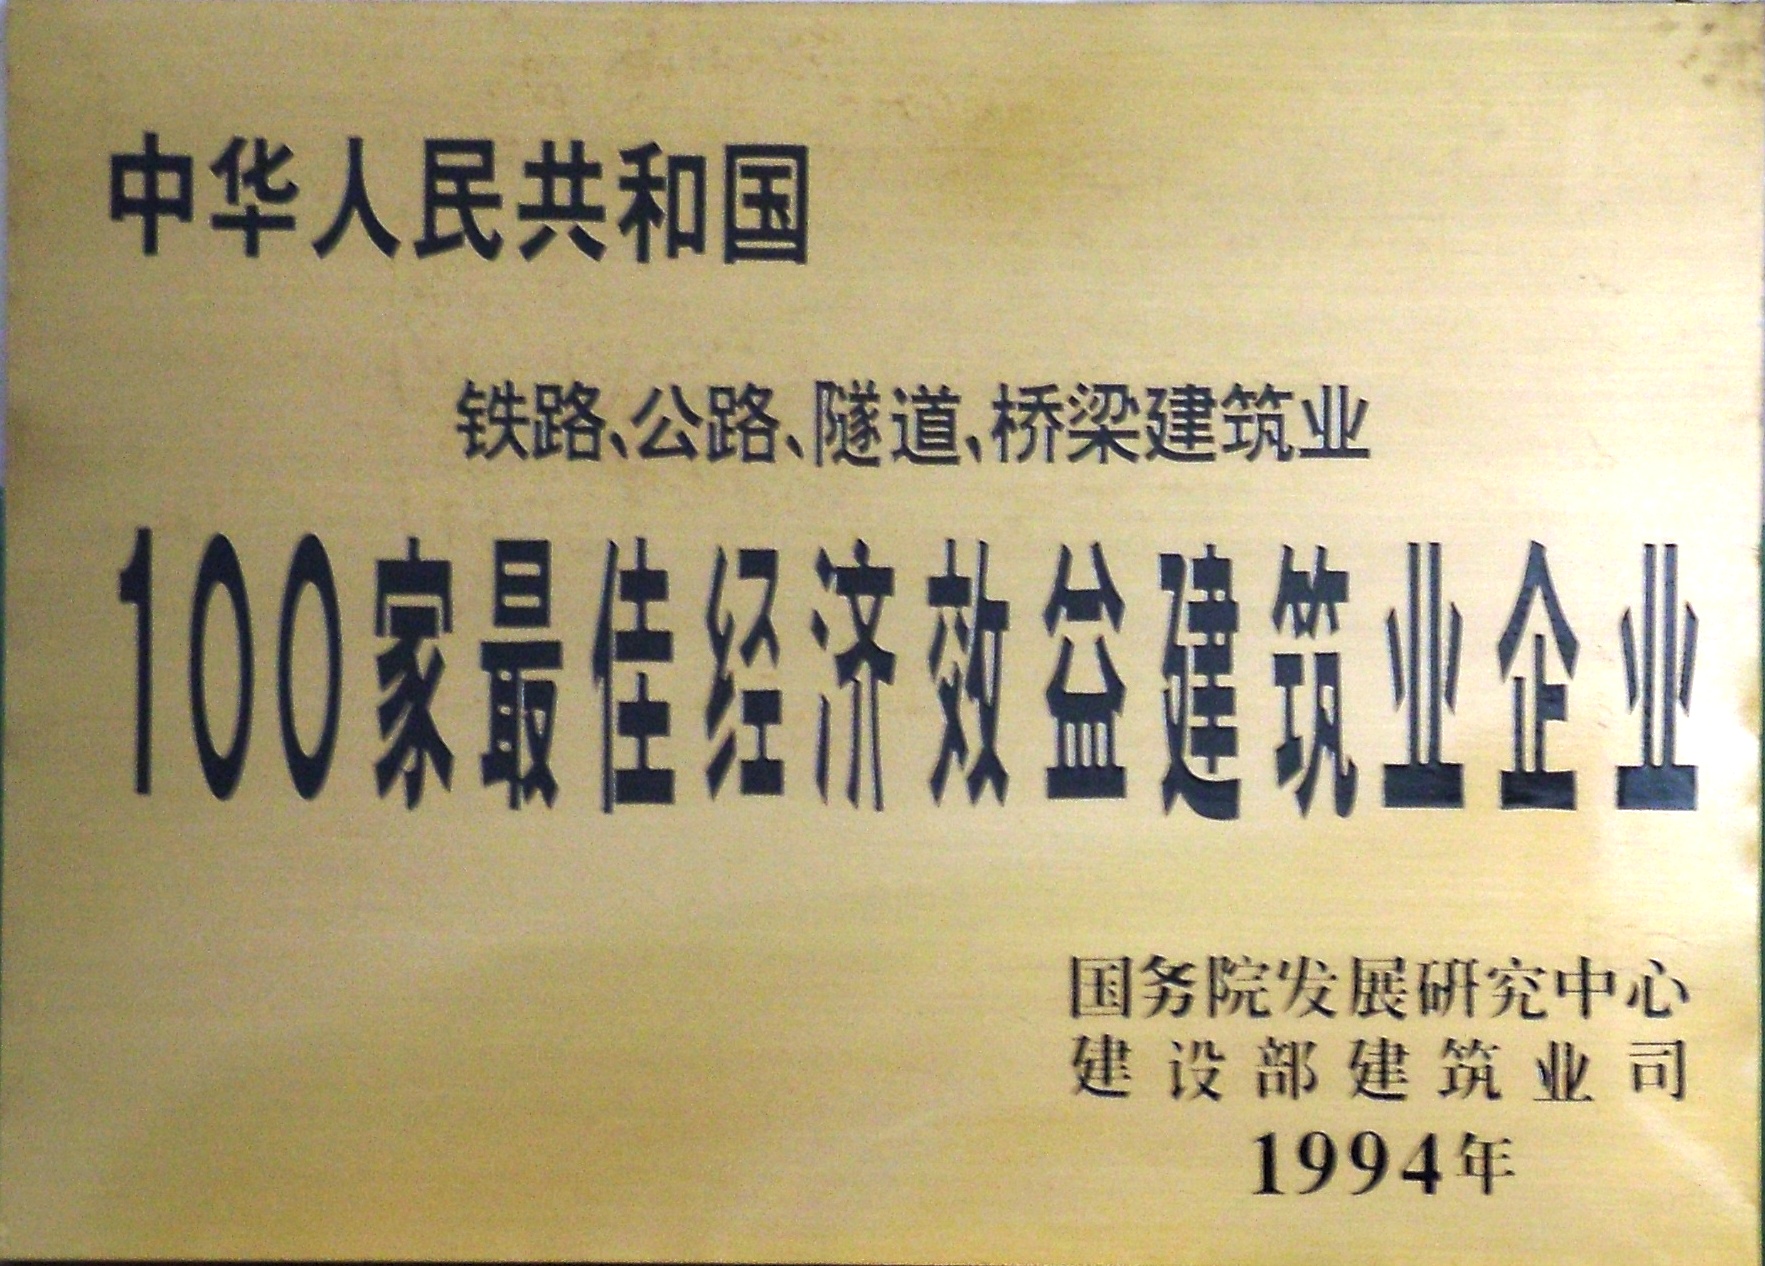 中华人民共和国
铁路、公路、隧道、桥梁建筑业
100家最佳经济效益建筑业企业
国务院发展研究中心
建设部建筑业司
1994年